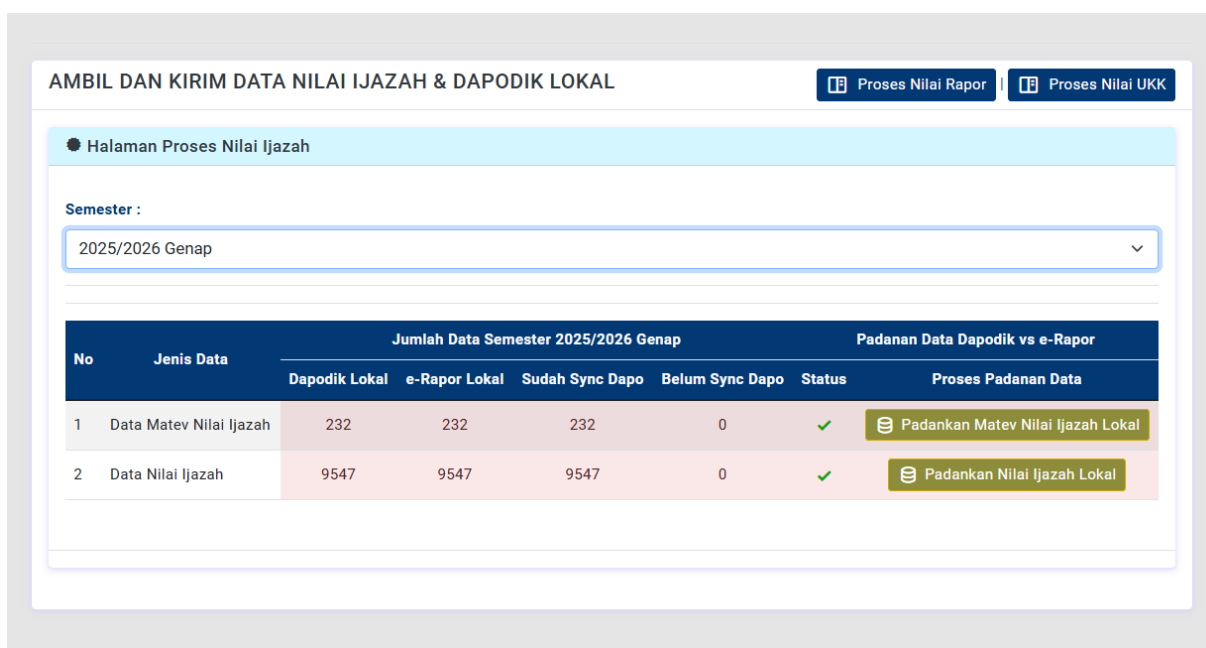 AMBIL DAN KIRIM DATA NILAI IJAZAH & DAPODIK LOKAL
Proses Nilai Rapor | Proses Nilai UKK
Halaman Proses Nilai Ijazah
Semester :
2025/2026 Genap
No Jenis Data Jumlah Data Semester 2025/2026 Genap Padanan Data Dapodik vs e-Rapor
Dapodik Lokal e-Rapor Lokal Sudah Sync Dapo Belum Sync Dapo Status Proses Padanan Data
1 Data Matev Nilai Ijazah 232 232 232 0 Padankan Matev Nilai Ijazah Lokal
2 Data Nilai Ijazah 9547 9547 9547 0 Padankan Nilai Ijazah Lokal